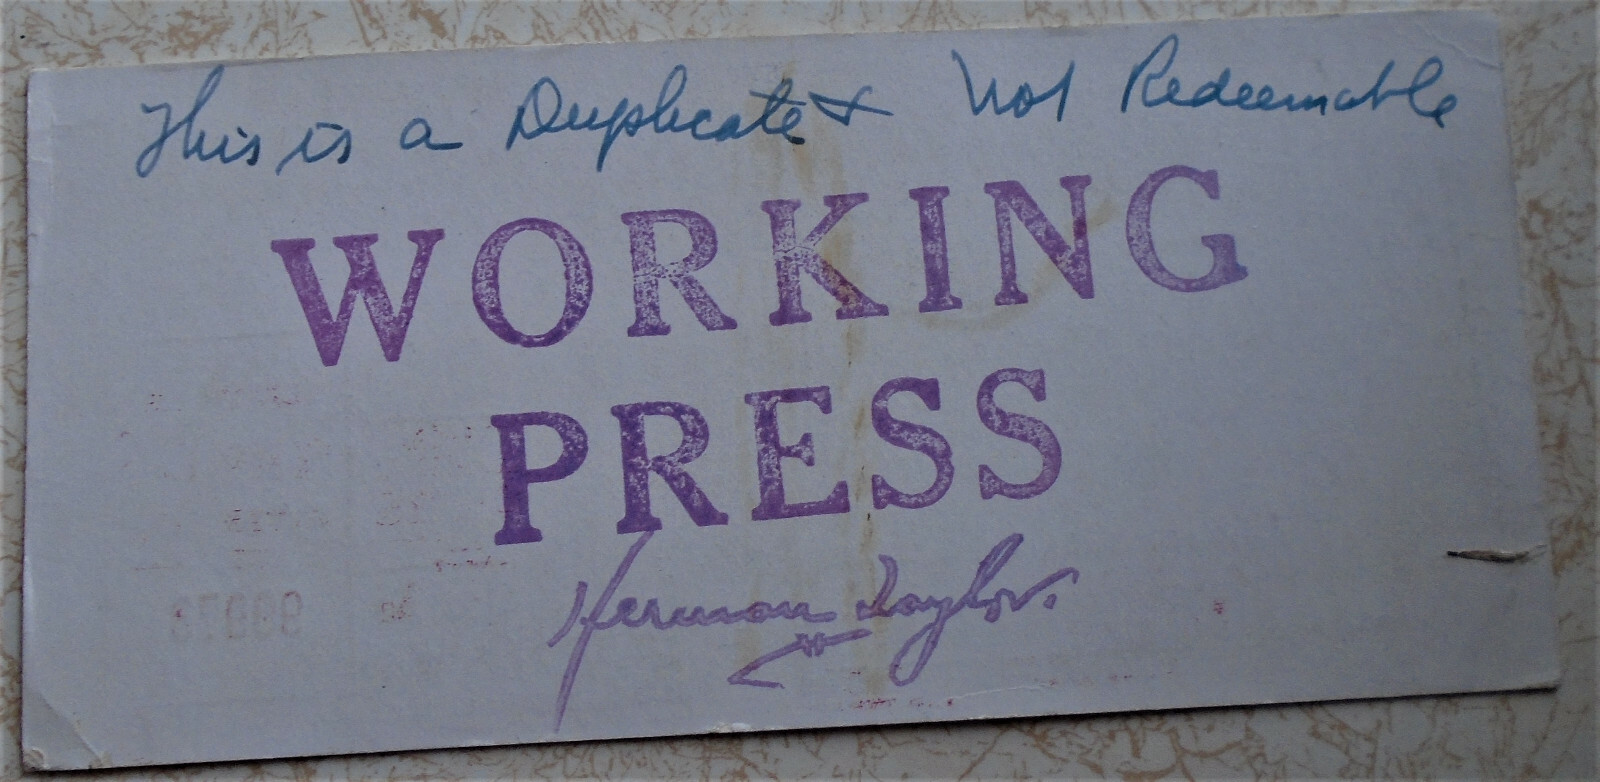 This is a Duplicate & Not Redeemable
WORKING
PRESS
Herman Taylor.